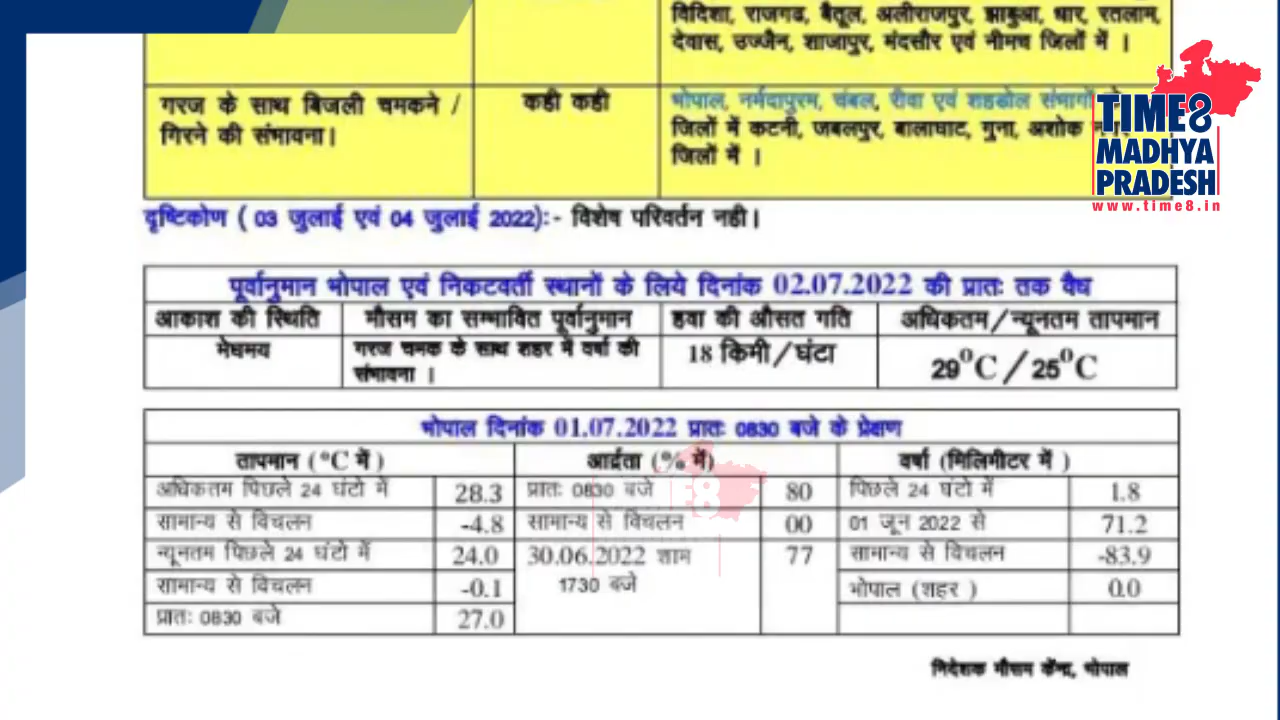 विदिशा, राजगढ, बैतूल, अलीराजपुर, झाबुआ, धार, रतलाम,
देवास, उज्जैन, शाजापुर, मंदसौर एवं नीमच जिलों में ।
गरज के साथ बिजली चमकने /
गिरने की संभावना।
कही कही
भोपाल, नर्मदापुरम, चंबल, रीवा एवं शहडोल संभागों
जिलों में कटनी, जबलपुर, बालाघाट, गुना, अशोक
जिलों में ।
TIME8
MADHYA
PRADESH
www.time8.in
दृष्टिकोण ( 03 जुलाई एवं 04 जुलाई 2022):- विशेष परिवर्तन नही।
पूर्वानुमान भोपाल एवं निकटवर्ती स्थानों के लिये दिनांक 02.07.2022 की प्रातः तक वैध
आकाश की स्थिति मौसम का सम्भावित पूर्वानुमान हवा की औसत गति अधिकतम/न्यूनतम तापमान
मेघमय गरज चमक के साथ शहर में वर्षा की 18 किमी/घंटा 29⁰C / 25⁰C
संभावना ।
भोपाल दिनांक 01.07.2022 प्रातः 0830 बजे के प्रेक्षण
तापमान (°C में ) आर्द्रता (% में) वर्षा (मिलिमीटर में )
अधिकतम पिछले 24 घंटो में 28.3 प्रातः 0830 बजे 80 पिछले 24 घंटो में 1.8
सामान्य से विचलन -4.8 सामान्य से विचलन 00 01 जून 2022 से 71.2
न्यूनतम पिछले 24 घंटो में 24.0 30.06.2022 शाम 77 सामान्य से विचलन -83.9
सामान्य से विचलन -0.1 1730 बजे भोपाल (शहर ) 0.0
प्रातः 0830 बजे 27.0
निदेशक मौसम केंन्द्र, भोपाल